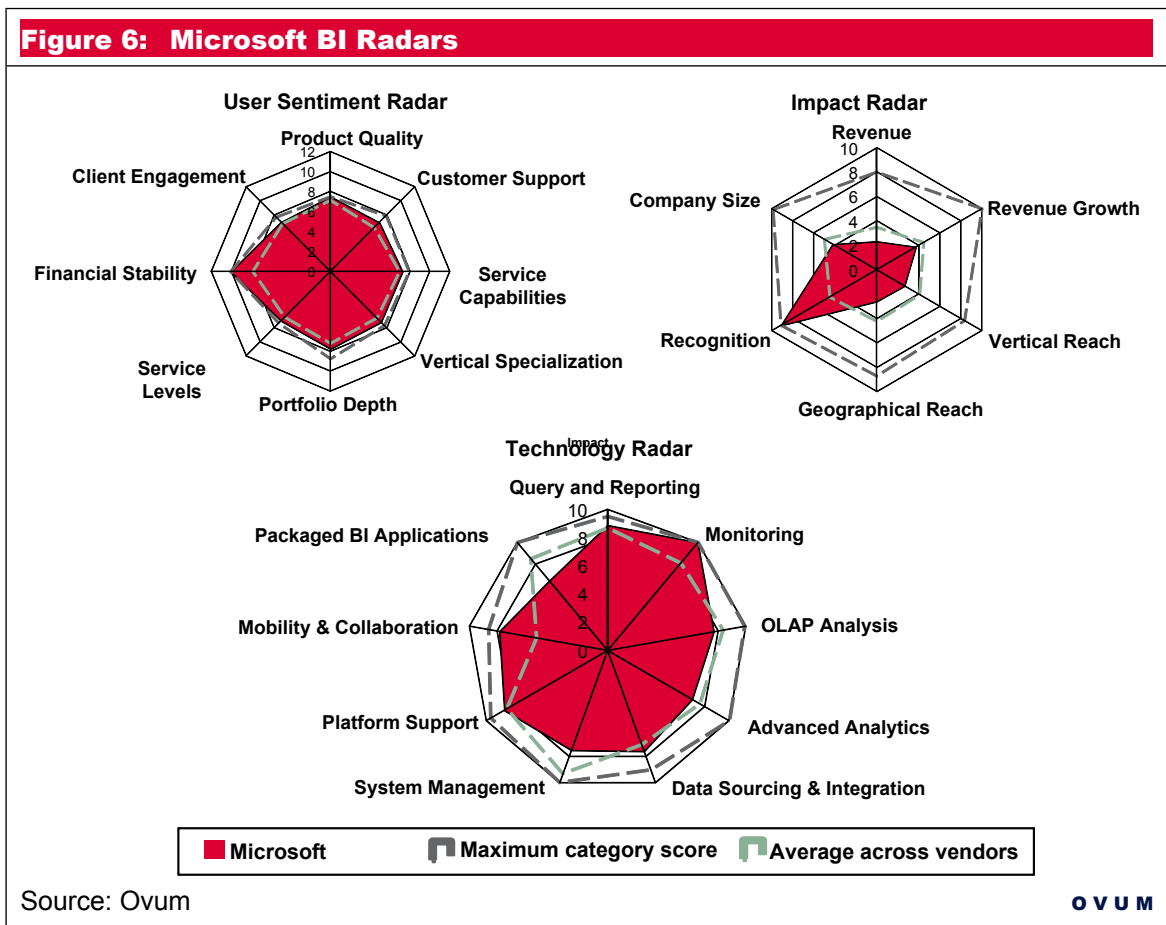 Figure 6: Microsoft BI Radars
User Sentiment Radar
Product Quality
Customer Support
Service
Capabilities
Vertical Specialization
Portfolio Depth
Service
Levels
Financial Stability
Client Engagement
12
10
8
6
4
2
0
Impact Radar
Revenue
Revenue Growth
Vertical Reach
Geographical Reach
Recognition
Company Size
10
8
6
4
2
0
Impact
Technology Radar
Query and Reporting
Monitoring
OLAP Analysis
Advanced Analytics
Data Sourcing & Integration
System Management
Platform Support
Mobility & Collaboration
Packaged BI Applications
10
8
6
4
2
0
Microsoft
Maximum category score
Average across vendors
Source: Ovum
OVUM